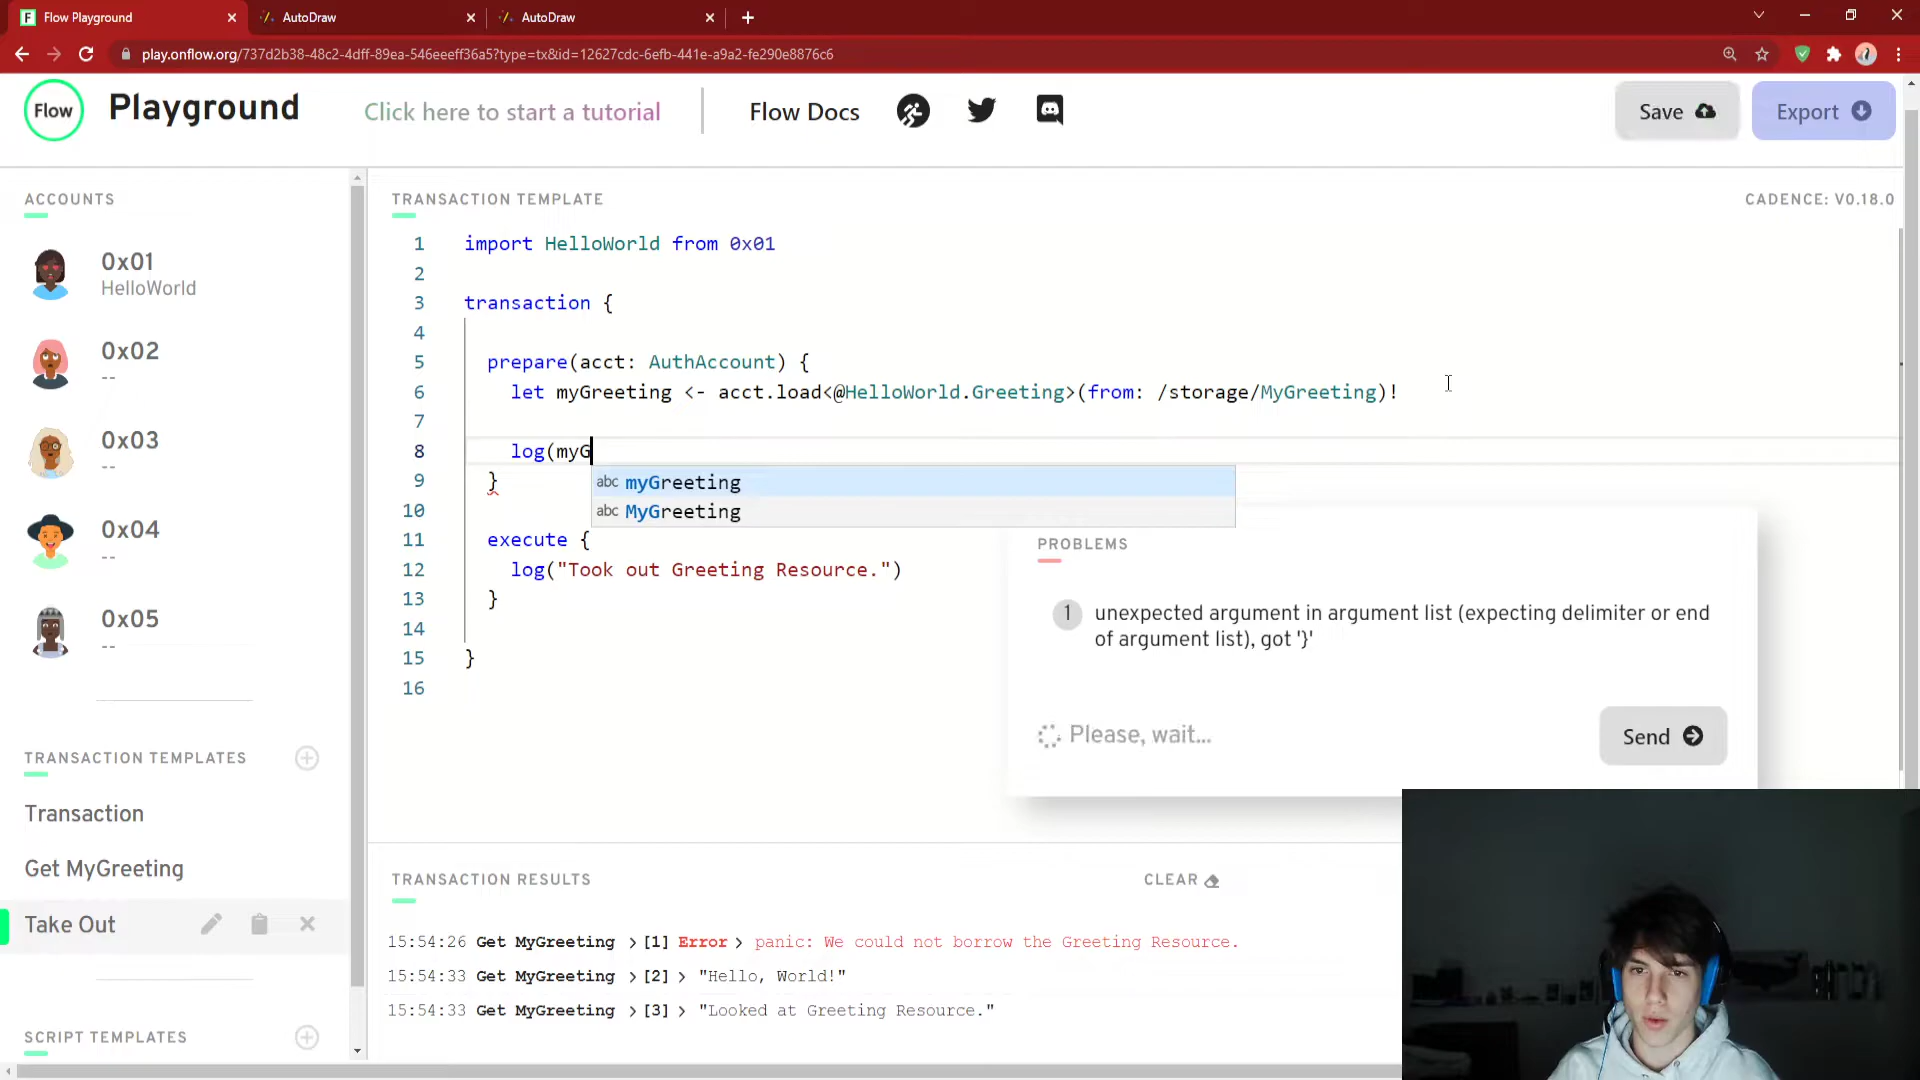 Flow Playground
AutoDraw
AutoDraw
play.onflow.org/737d2b38-48c2-4dff-89ea-546eeeff36a5?type=tx&id=12627cdc-6efb-441e-a9a2-fe290e8876c6
Flow
Playground
Click here to start a tutorial
Flow Docs
Save
Export
ACCOUNTS
0x01
HelloWorld
0x02
--
0x03
--
0x04
--
0x05
--
TRANSACTION TEMPLATES
Transaction
Get MyGreeting
Take Out
SCRIPT TEMPLATES
TRANSACTION TEMPLATE
CADENCE: V0.18.0
1 import HelloWorld from 0x01
2
3 transaction {
4
5 prepare(acct: AuthAccount) {
6 let myGreeting <- acct.load<@HelloWorld.Greeting>(from: /storage/MyGreeting)!
7
8 log(myG
9 }
10
11 execute {
12 log("Took out Greeting Resource.")
13 }
14
15 }
16
abc myGreeting
abc MyGreeting
PROBLEMS
1 unexpected argument in argument list (expecting delimiter or end
of argument list), got '}'
Please, wait...
Send
TRANSACTION RESULTS
CLEAR
15:54:26 Get MyGreeting > [1] Error > panic: We could not borrow the Greeting Resource.
15:54:33 Get MyGreeting > [2] > "Hello, World!"
15:54:33 Get MyGreeting > [3] > "Looked at Greeting Resource."